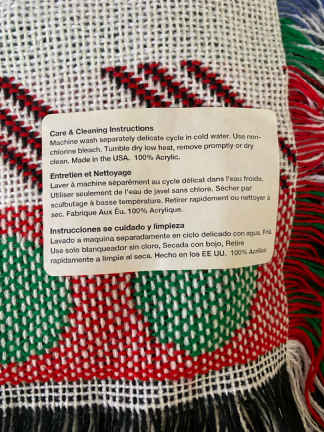 Care & Cleaning Instructions
Machine wash separately delicate cycle in cold water. Use non-
chlorine bleach. Tumble dry low heat, remove promptly or dry
clean. Made in the USA. 100% Acrylic.
Entretien et Nettoyage
Laver à machine séparément au cycle délicat dans l'eau froide.
Utiliser seulement de l'eau de javel sans chlore. Sécher par
scutbutage à basse température. Retirer rapidement ou nettoyer à
sec. Fabrique Aux Éu. 100% Acrylique.
Instrucciones se cuidado y limpieza
Lavado a maquina separadamente en ciclo delicado con agua. Fria
Use solo blanqueador sin cloro, Secada con bojo, Retire
rapidamente a limpie al seca. Hecho en los EE UU. 100% Acrilico